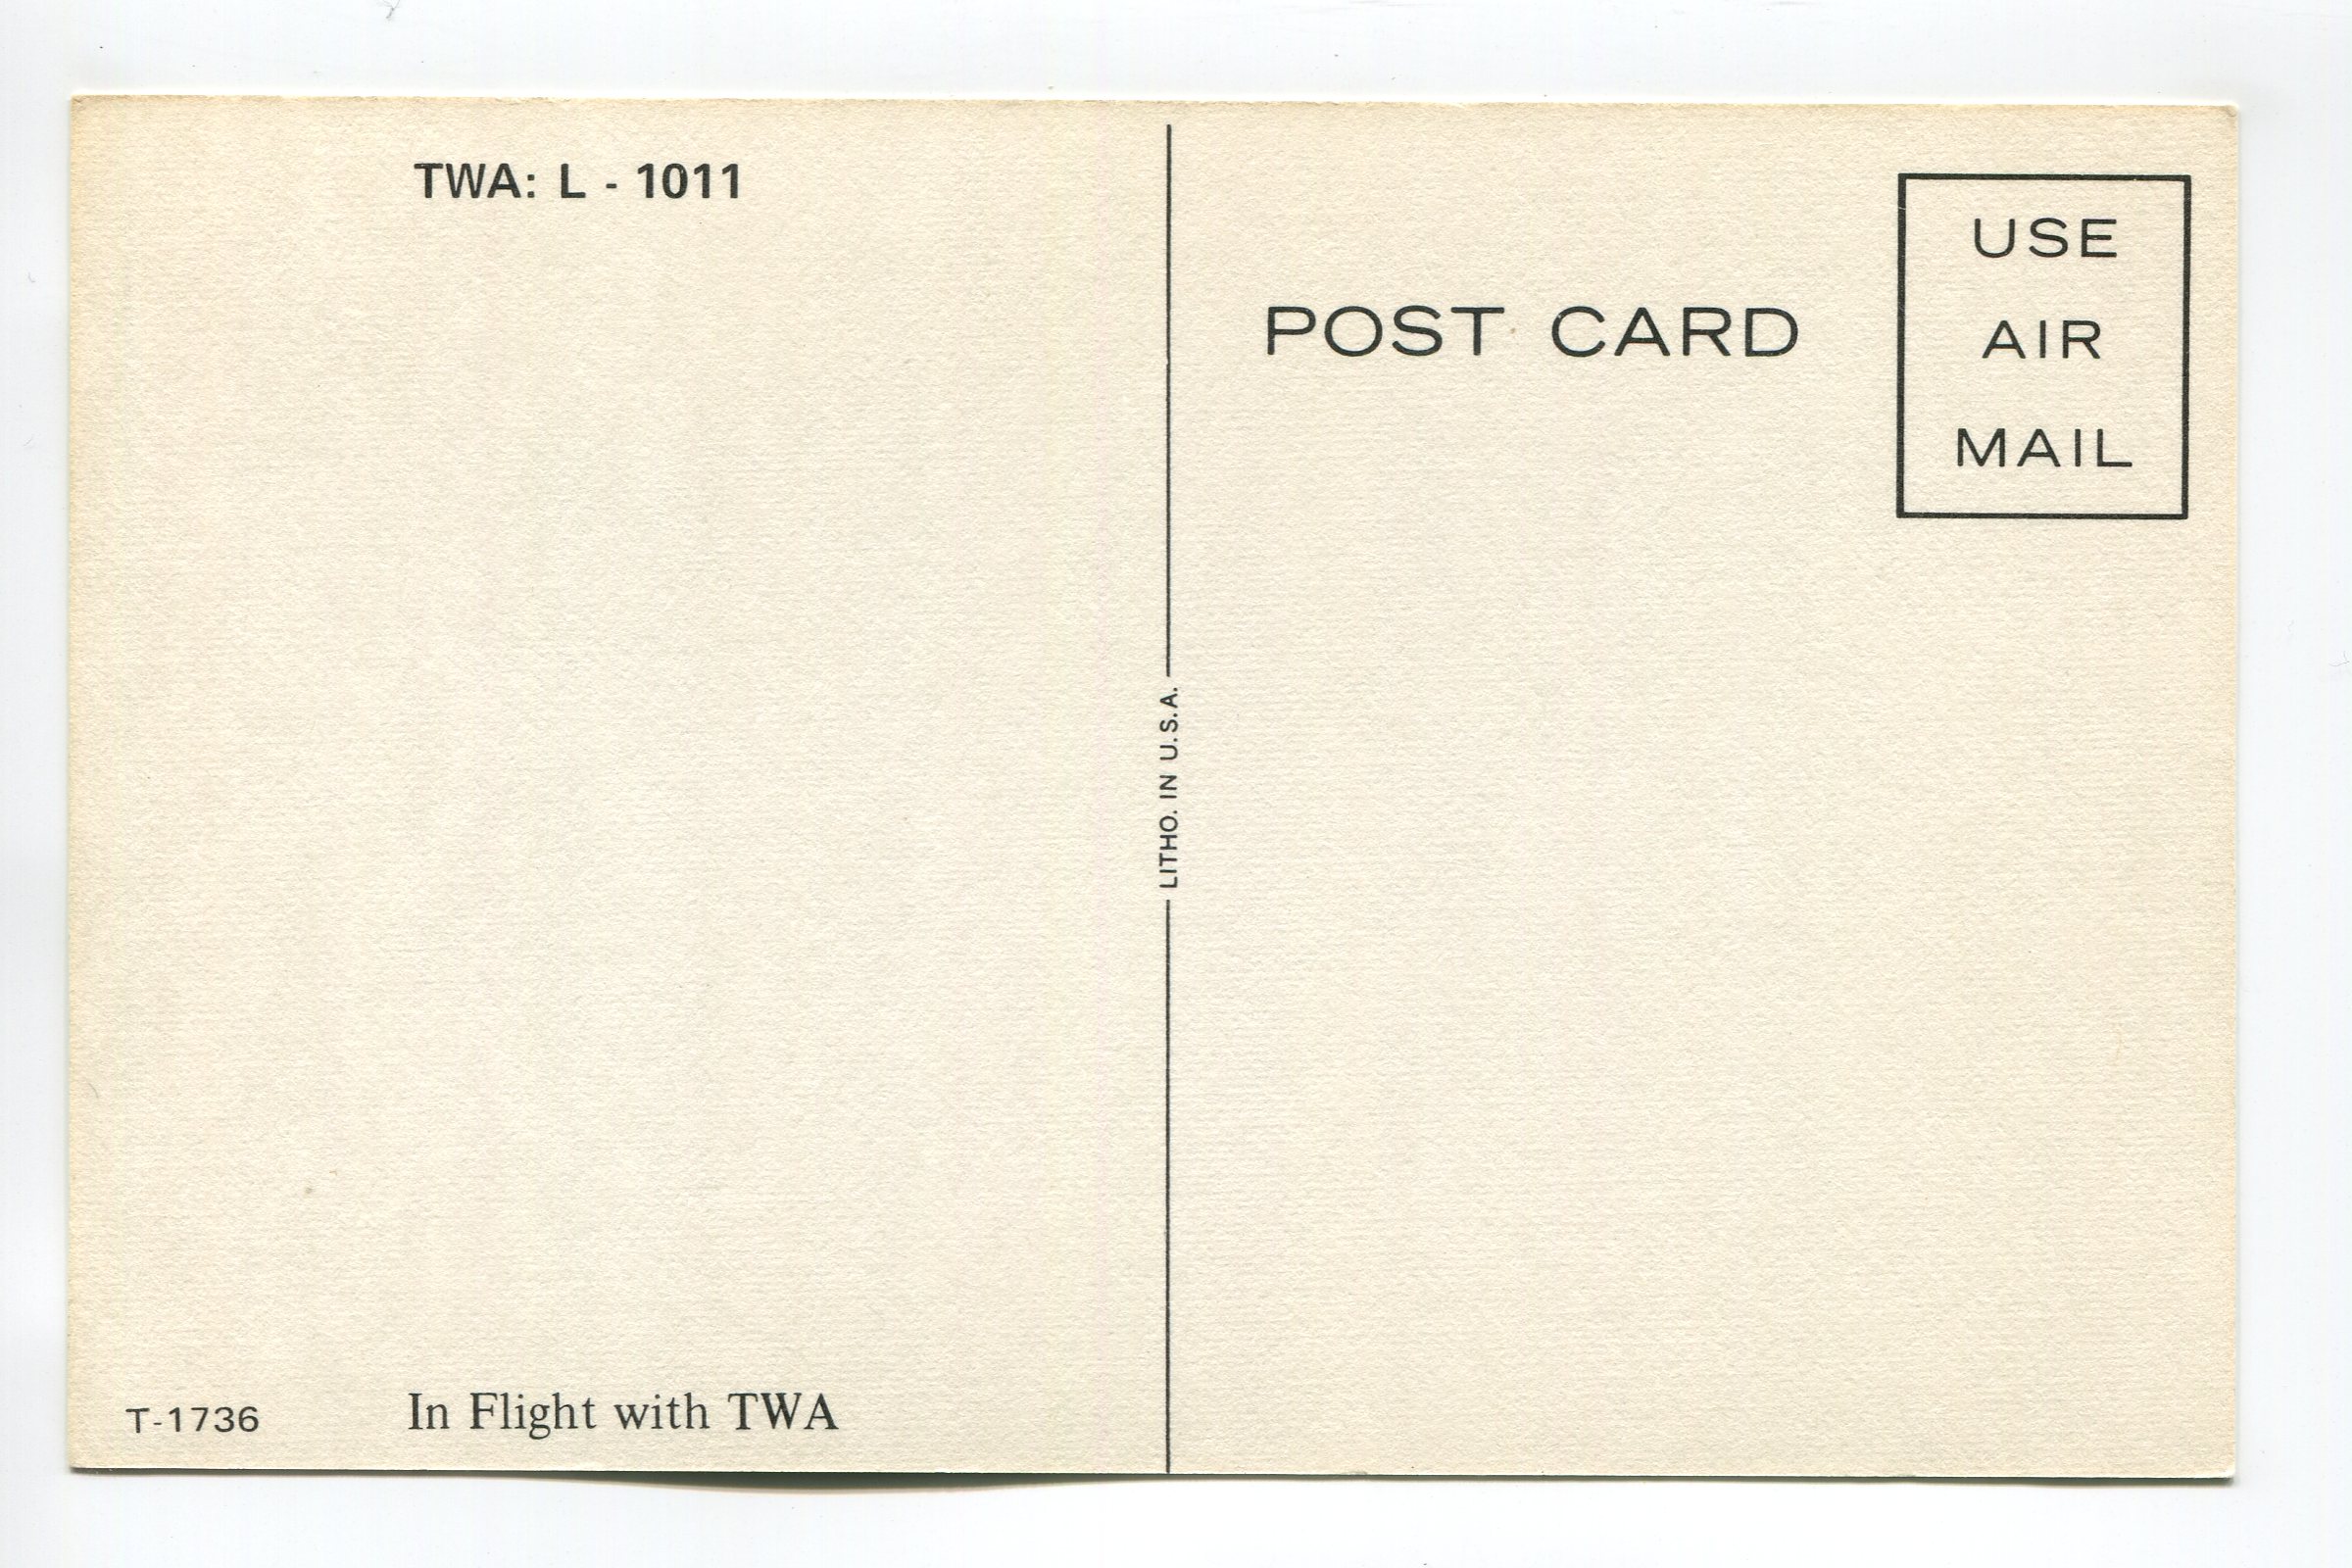 TWA: L - 1011
POST CARD
USE
AIR
MAIL
LITHO. IN U.S.A.
T-1736
In Flight with TWA